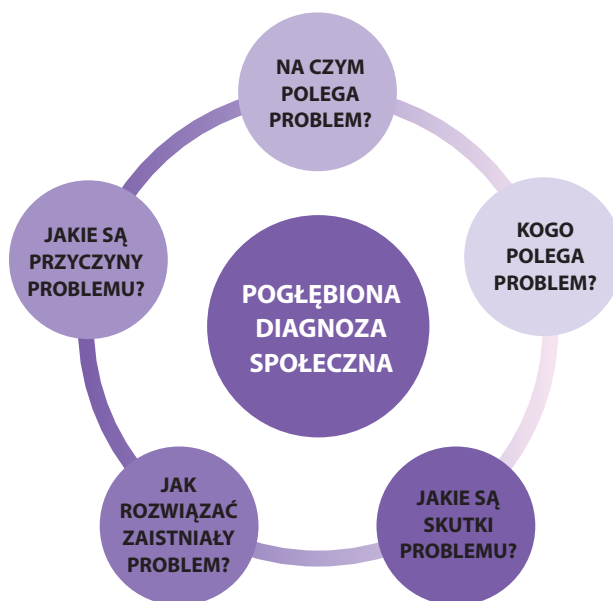 NA CZYM
POLEGA
PROBLEM?
KOGO
POLEGA
PROBLEM?
JAKIE SĄ
SKUTKI
PROBLEMU?
JAK
ROZWIĄZAĆ
ZAISTNIAŁY
PROBLEM?
JAKIE SĄ
PRZYCZYNY
PROBLEMU?
POGŁĘBIONA
DIAGNOZA
SPOŁECZNA